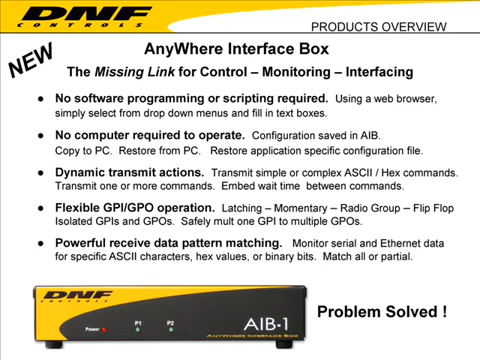 DNF
CONTROLS
PRODUCTS OVERVIEW
NEW
AnyWhere Interface Box
The Missing Link for Control – Monitoring – Interfacing
● No software programming or scripting required. Using a web browser,
simply select from drop down menus and fill in text boxes.
● No computer required to operate. Configuration saved in AIB.
Copy to PC. Restore from PC. Restore application specific configuration file.
● Dynamic transmit actions. Transmit simple or complex ASCII / Hex commands.
Transmit one or more commands. Embed wait time between commands.
● Flexible GPI/GPO operation. Latching – Momentary – Radio Group – Flip Flop
Isolated GPIs and GPOs. Safely mult one GPI to multiple GPOs.
● Powerful receive data pattern matching. Monitor serial and Ethernet data
for specific ASCII characters, hex values, or binary bits. Match all or partial.
DNF
CONTROLS
Power
P1
P2
AIB·1
ANYWHERE INTERFACE BOX
Problem Solved !